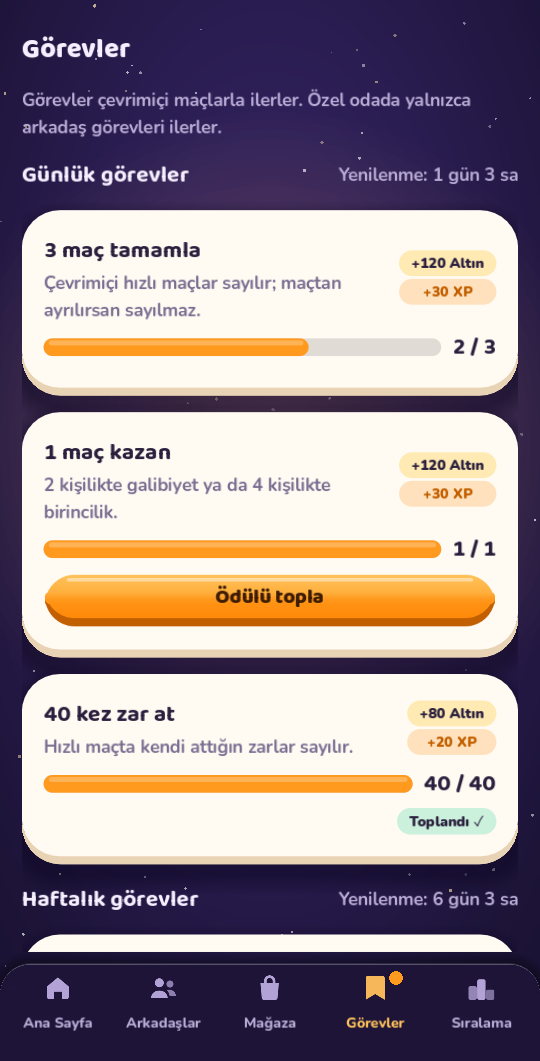 Görevler
Görevler çevrimiçi maçlarla ilerler. Özel odada yalnızca
arkadaş görevleri ilerler.
Günlük görevler
Yenilenme: 1 gün 3 sa
3 maç tamamla
Çevrimiçi hızlı maçlar sayılır; maçtan
ayrılırsan sayılmaz.
+120 Altın
+30 XP
2 / 3
1 maç kazan
2 kişilikte galibiyet ya da 4 kişilikte
birincilik.
+120 Altın
+30 XP
1 / 1
Ödülü topla
40 kez zar at
Hızlı maçta kendi attığın zarlar sayılır.
+80 Altın
+20 XP
40 / 40
Toplandı ✓
Haftalık görevler
Yenilenme: 6 gün 3 sa
Ana Sayfa
Arkadaşlar
Mağaza
Görevler
Sıralama